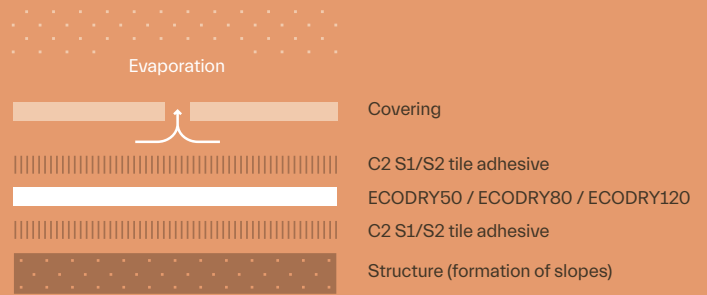 Evaporation
Covering
C2 S1/S2 tile adhesive
ECODRY50 / ECODRY80 / ECODRY120
C2 S1/S2 tile adhesive
Structure (formation of slopes)